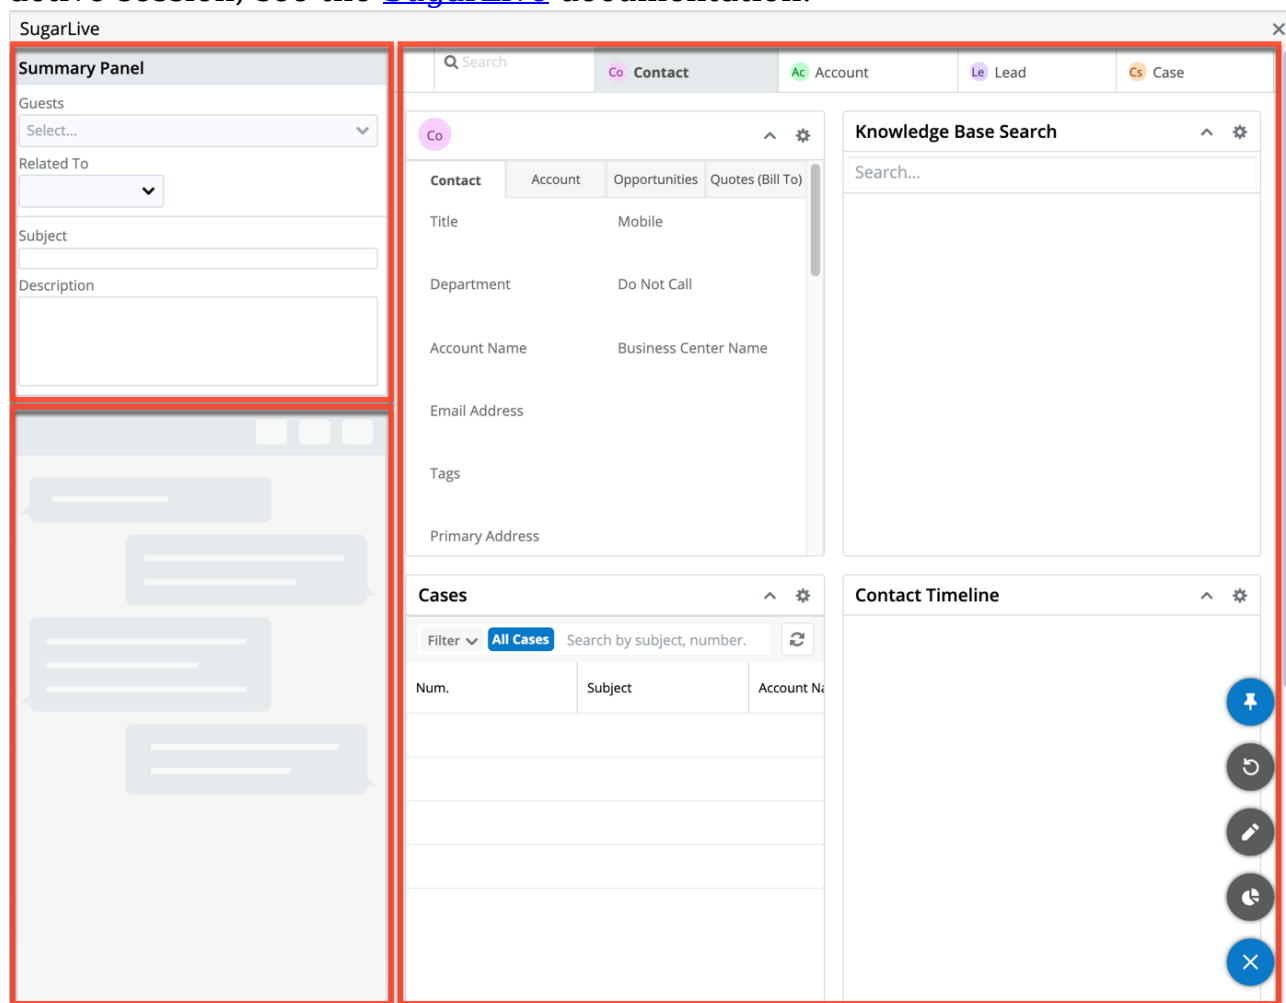 SugarLive
Summary Panel
Guests
Select...
Related To
Subject
Description
Search
Co Contact
Ac Account
Le Lead
Cs Case
Co
Contact Account Opportunities Quotes (Bill To)
Title Mobile
Department Do Not Call
Account Name Business Center Name
Email Address
Tags
Primary Address
Knowledge Base Search
Search...
Cases
Filter All Cases Search by subject, number.
Num. Subject Account
Contact Timeline